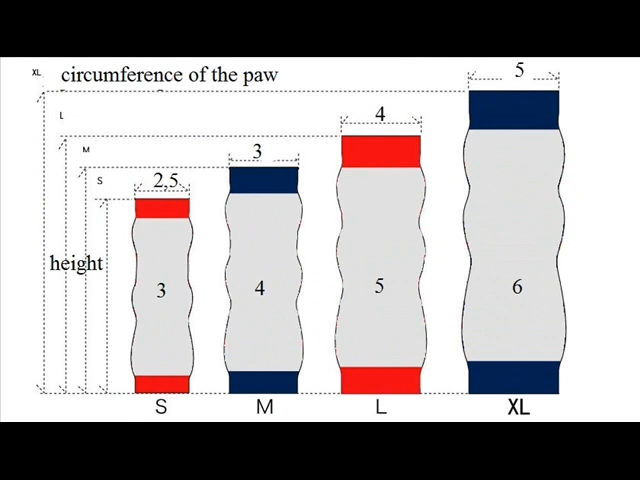 XL circumference of the paw 5
L 4
M 3
S 2,5
height
3 4 5 6
S M L XL